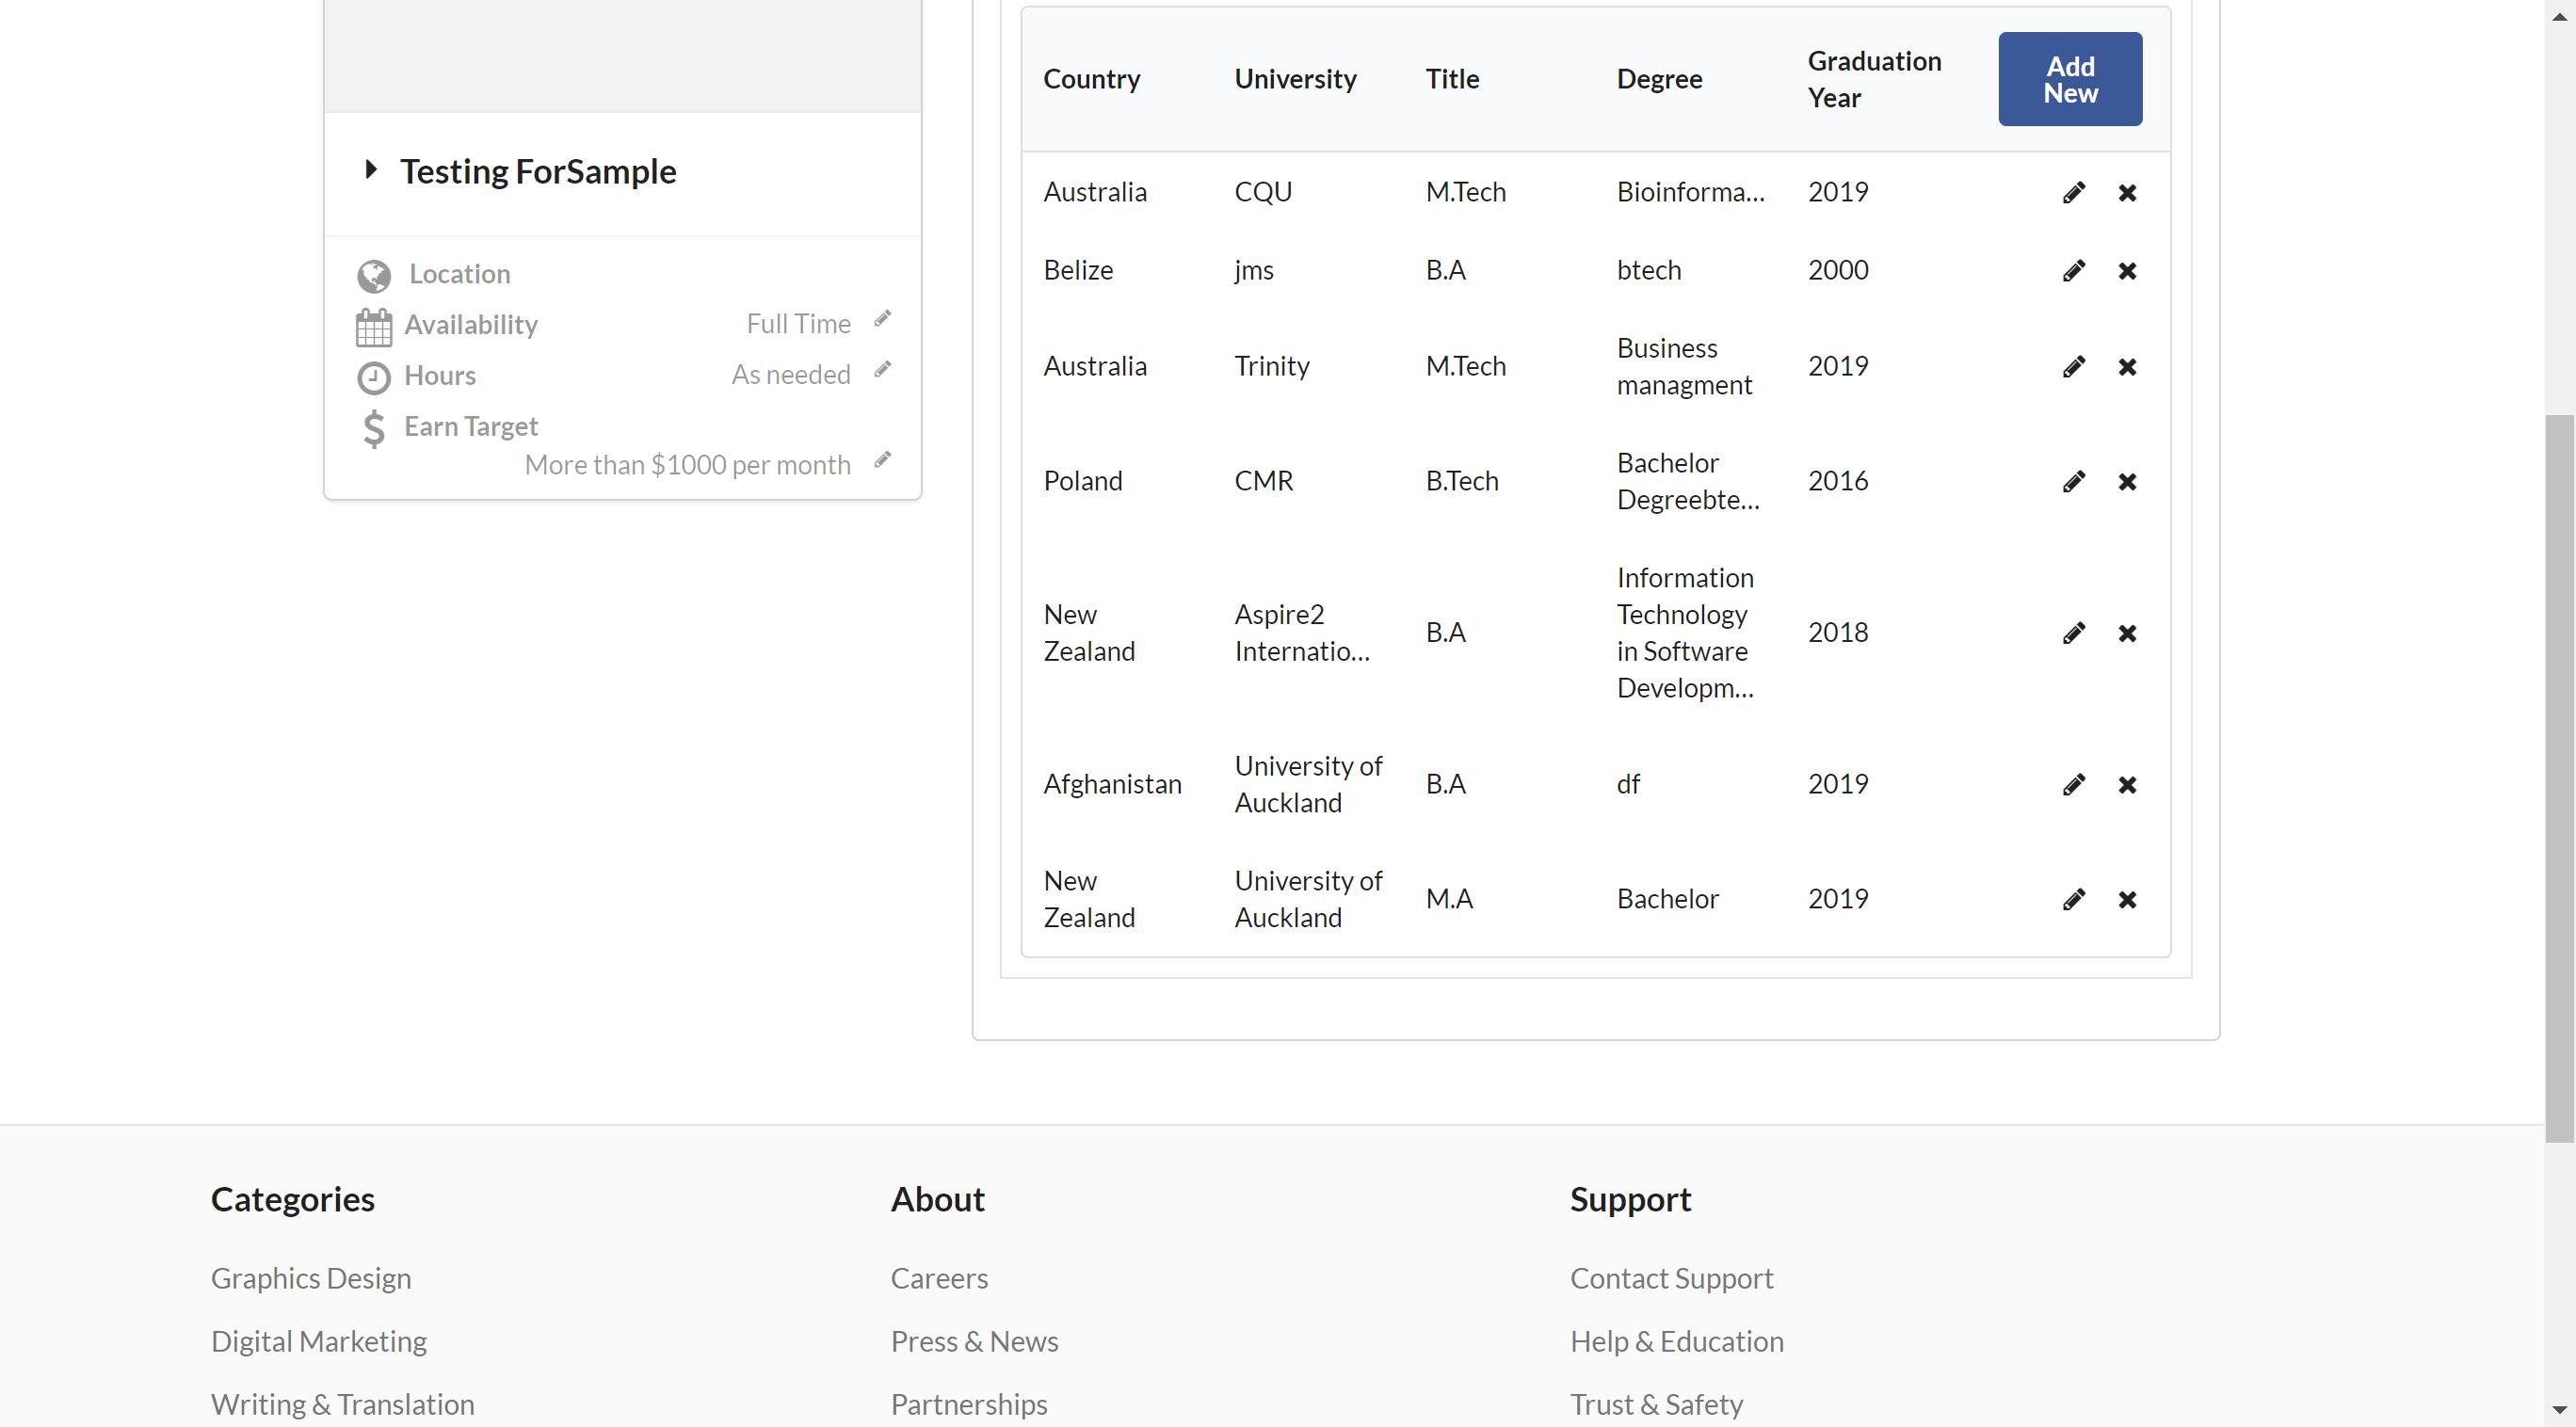 Testing ForSample
Location
Availability Full Time
Hours As needed
Earn Target
More than $1000 per month
Country University Title Degree Graduation Year Add New
Australia CQU M.Tech Bioinforma... 2019
Belize jms B.A btech 2000
Australia Trinity M.Tech Business managment 2019
Poland CMR B.Tech Bachelor Degreebte... 2016
New Zealand Aspire2 Internatio... B.A Information Technology in Software Developm... 2018
Afghanistan University of Auckland B.A df 2019
New Zealand University of Auckland M.A Bachelor 2019
Categories About Support
Graphics Design Careers Contact Support
Digital Marketing Press & News Help & Education
Writing & Translation Partnerships Trust & Safety